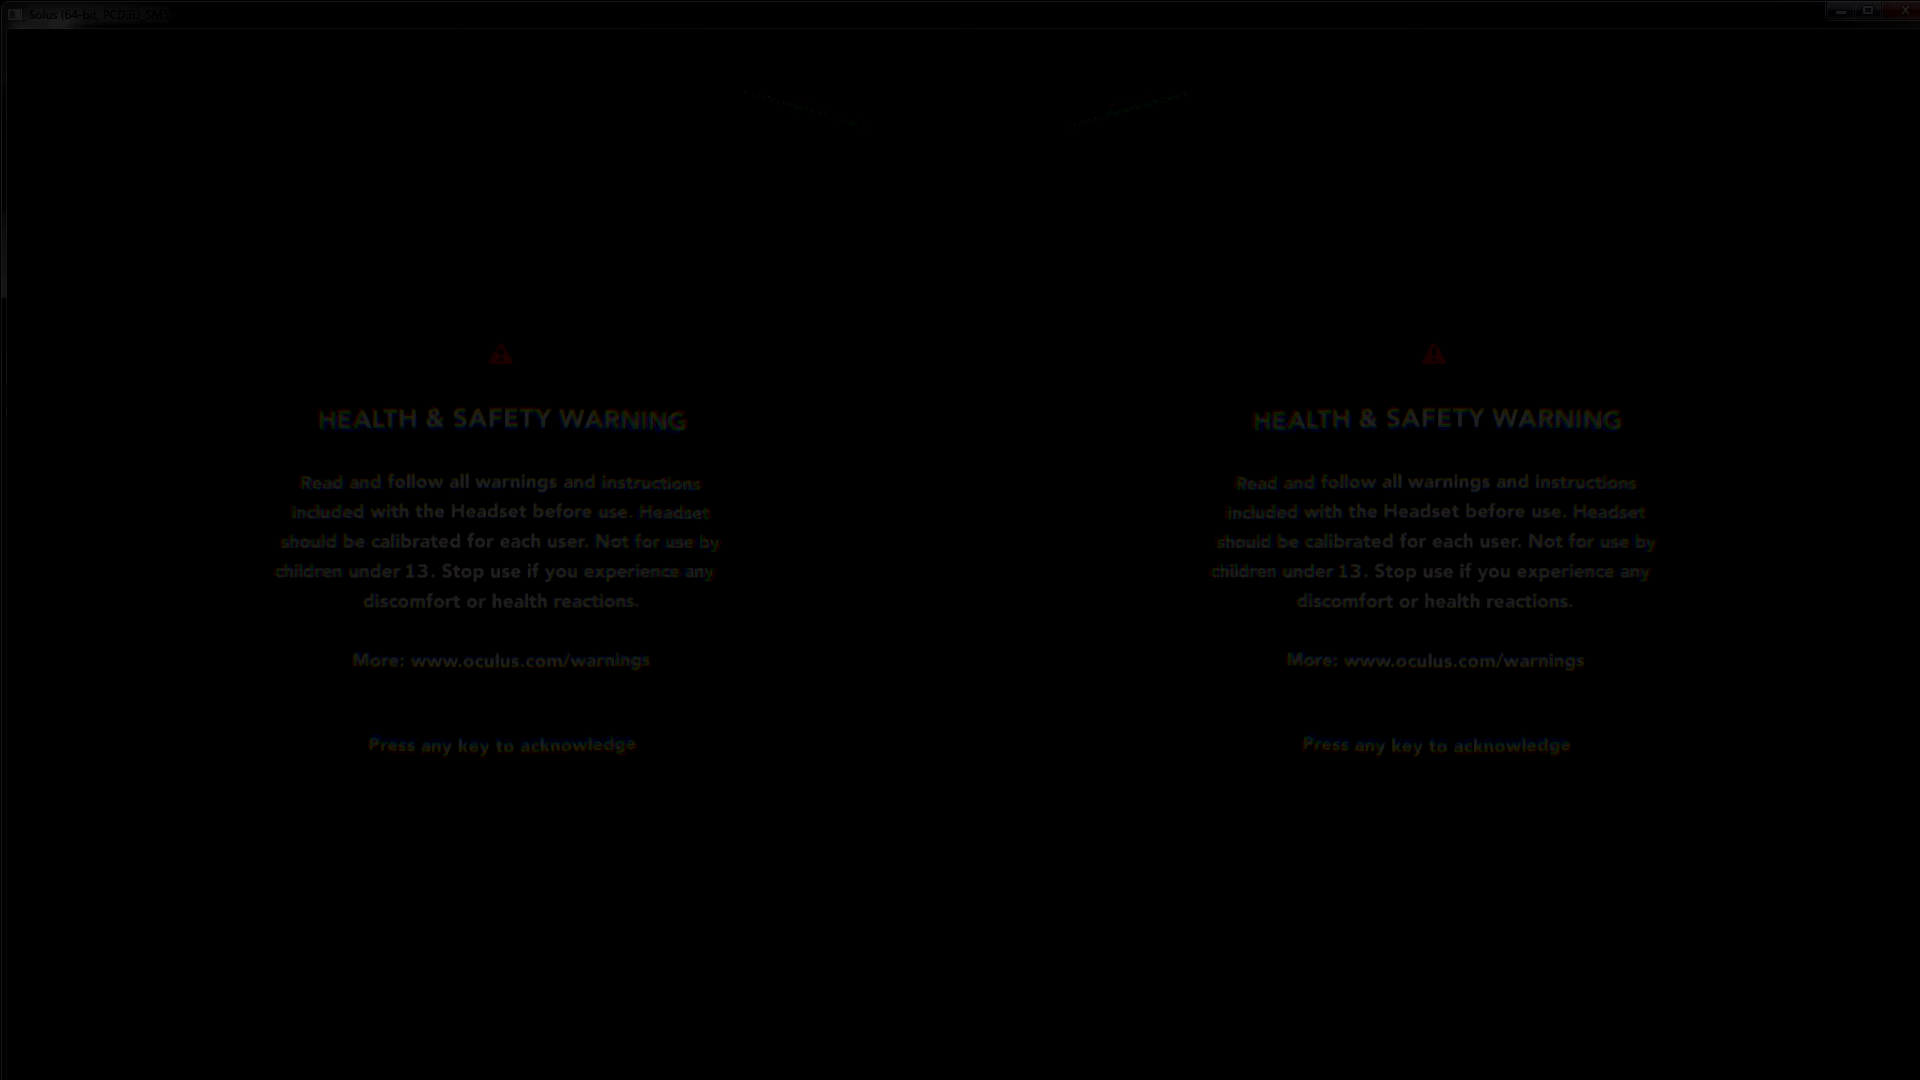 Solus (64-bit, PCD3D_SM5
HEALTH & SAFETY WARNING
Read and follow all warnings and instructions
included with the Headset before use. Headset
should be calibrated for each user. Not for use by
children under 13. Stop use if you experience any
discomfort or health reactions.
More: www.oculus.com/warnings
Press any key to acknowledge
HEALTH & SAFETY WARNING
Read and follow all warnings and instructions
included with the Headset before use. Headset
should be calibrated for each user. Not for use by
children under 13. Stop use if you experience any
discomfort or health reactions.
More: www.oculus.com/warnings
Press any key to acknowledge